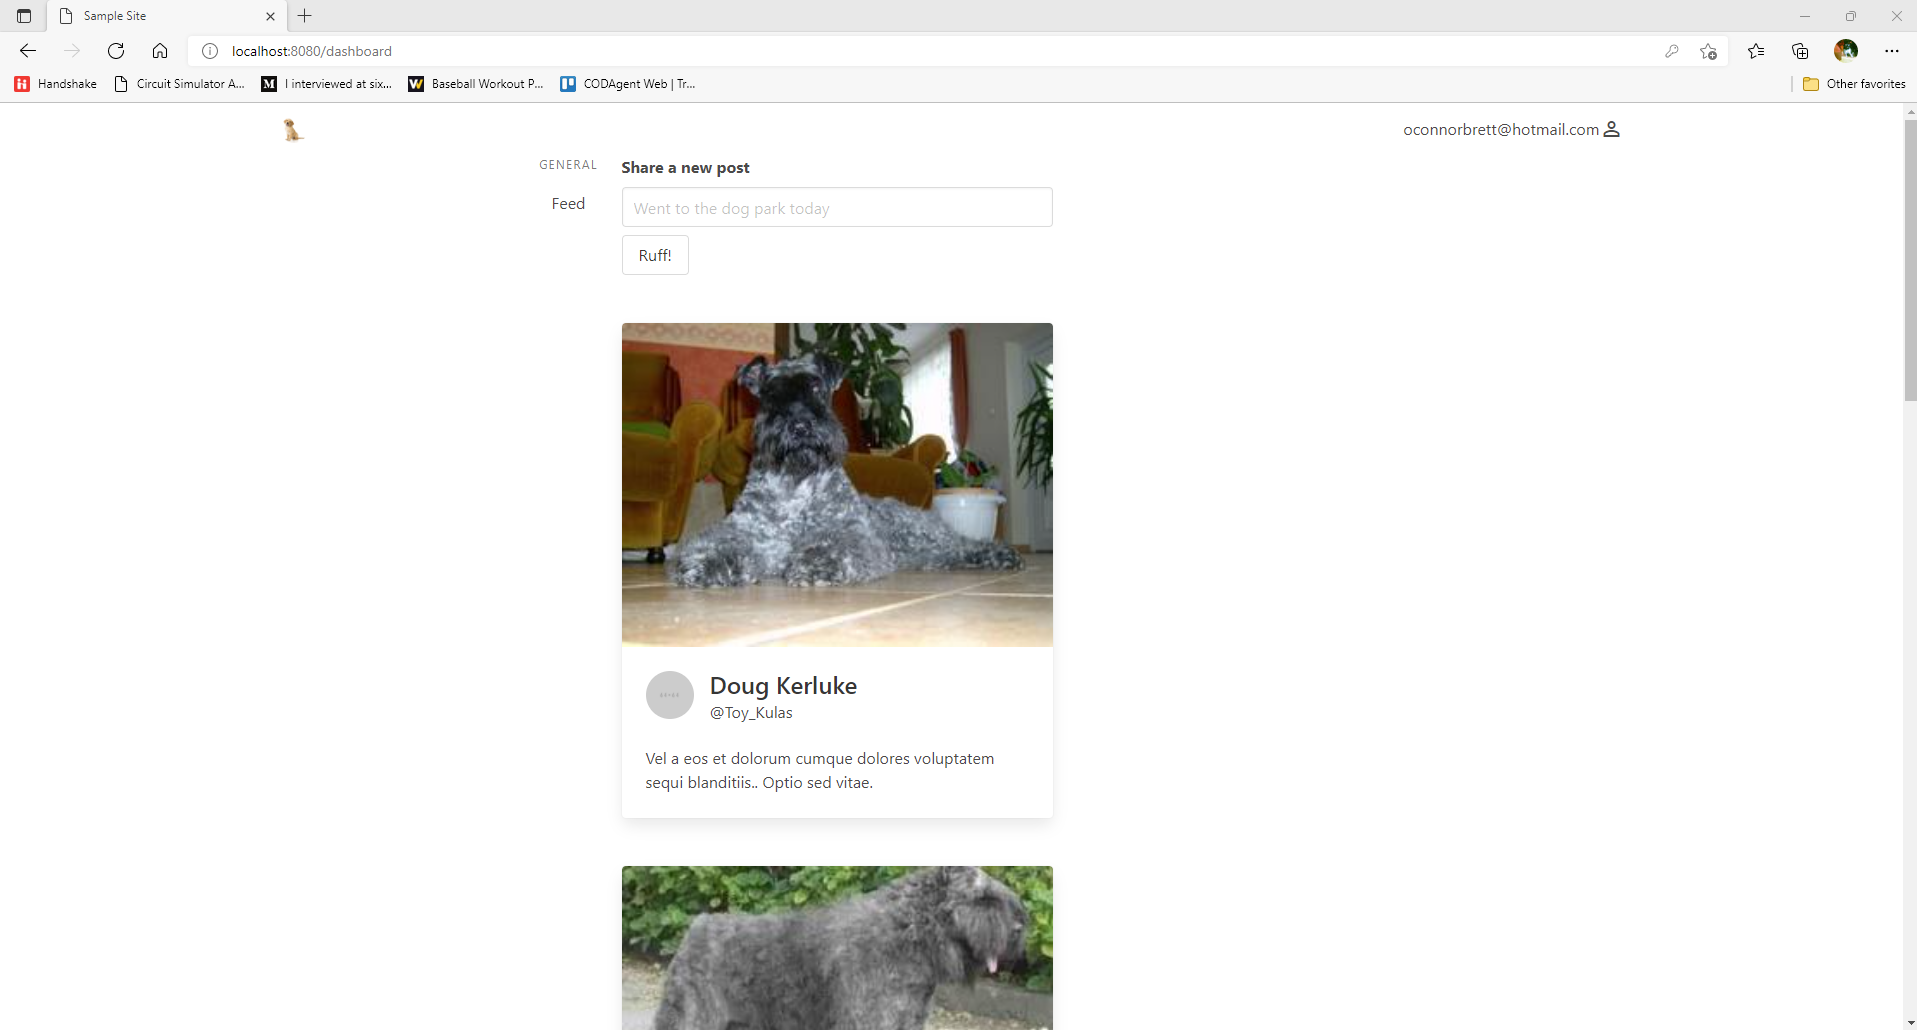 Sample Site
localhost:8080/dashboard
Handshake
Circuit Simulator A...
I interviewed at six...
Baseball Workout P...
CODAgent Web | Tr...
Other favorites
oconnorbrett@hotmail.com
GENERAL
Feed
Share a new post
Went to the dog park today
Ruff!
Doug Kerluke
@Toy_Kulas
Vel a eos et dolorum cumque dolores voluptatem
sequi blanditiis.. Optio sed vitae.